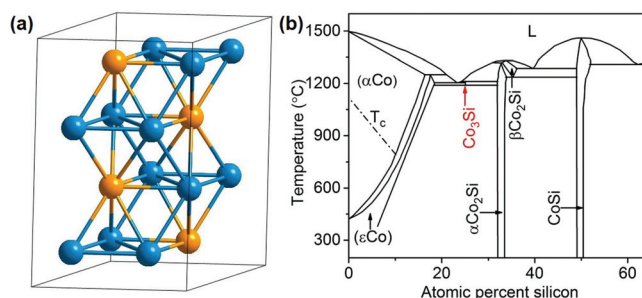 (a)
(b)
1500
1200
900
600
300
Temperature (°C)
L
(αCo)
Tc
(εCo)
Co3Si
αCo2Si
βCo2Si
CoSi
0
20
40
60
Atomic percent silicon